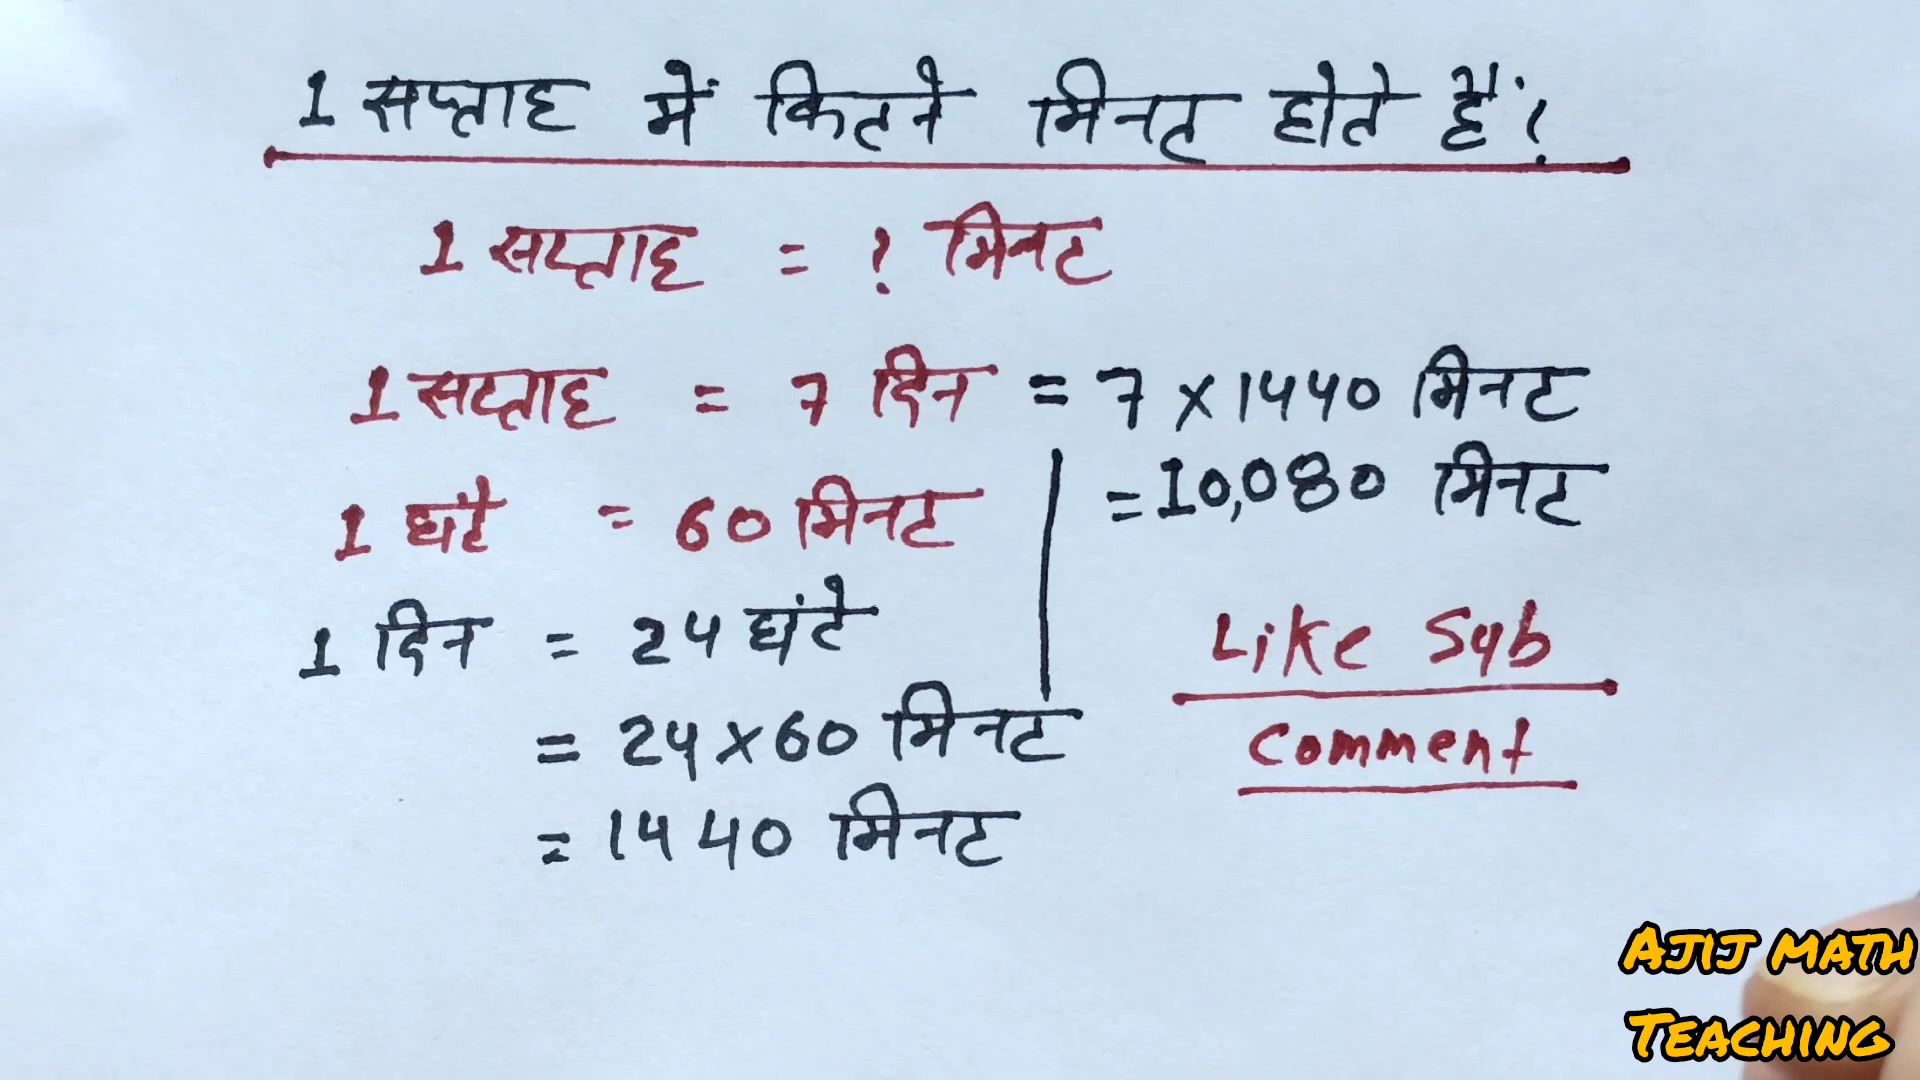 1 सप्ताह में कितने मिनट होते हैं?
1 सप्ताह = ? मिनट
1 सप्ताह = 7 दिन = 7 × 1440 मिनट
= 10,080 मिनट
1 घंटे = 60 मिनट
1 दिन = 24 घंटे
= 24 × 60 मिनट
= 1440 मिनट
Like Sub
Comment
AJIJ MATH
TEACHING